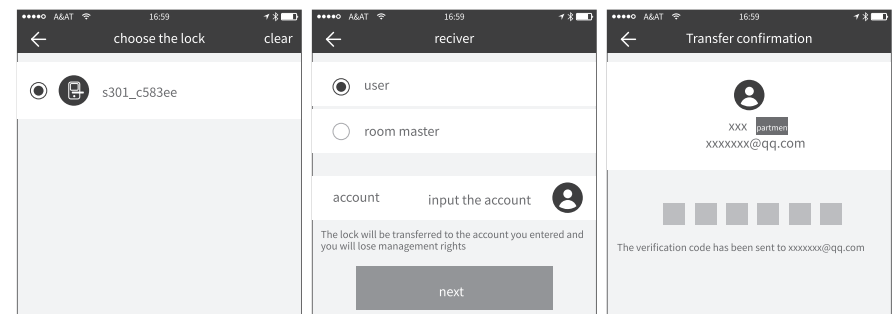 A&AT 16:59
choose the lock clear
s301_c583ee
A&AT 16:59
reciver
user
room master
account input the account
The lock will be transferred to the account you entered and
you will lose management rights
next
A&AT 16:59
Transfer confirmation
xxx partmen
xxxxxxx@qq.com
The verification code has been sent to xxxxxxx@qq.com